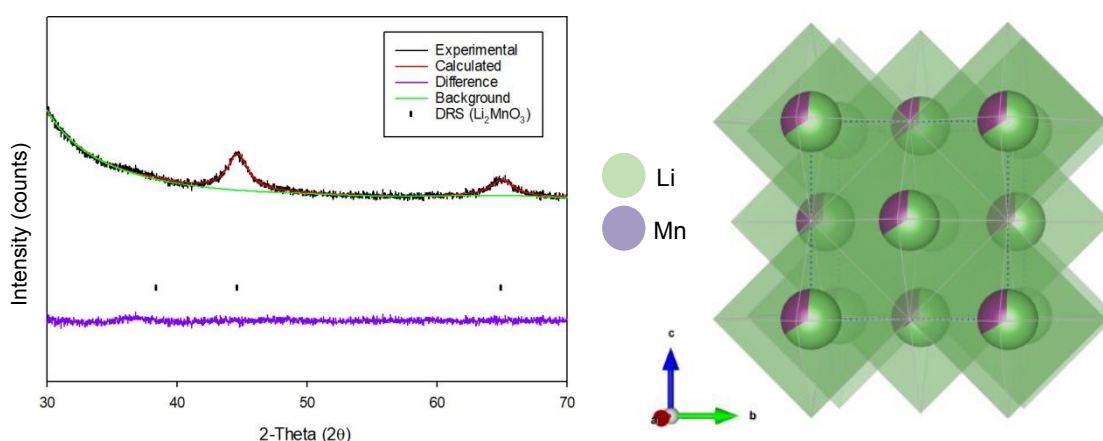 Experimental
Calculated
Difference
Background
DRS (Li₂MnO₃)
Intensity (counts)
30 40 50 60 70
2-Theta (2θ)
Li
Mn
c
a b